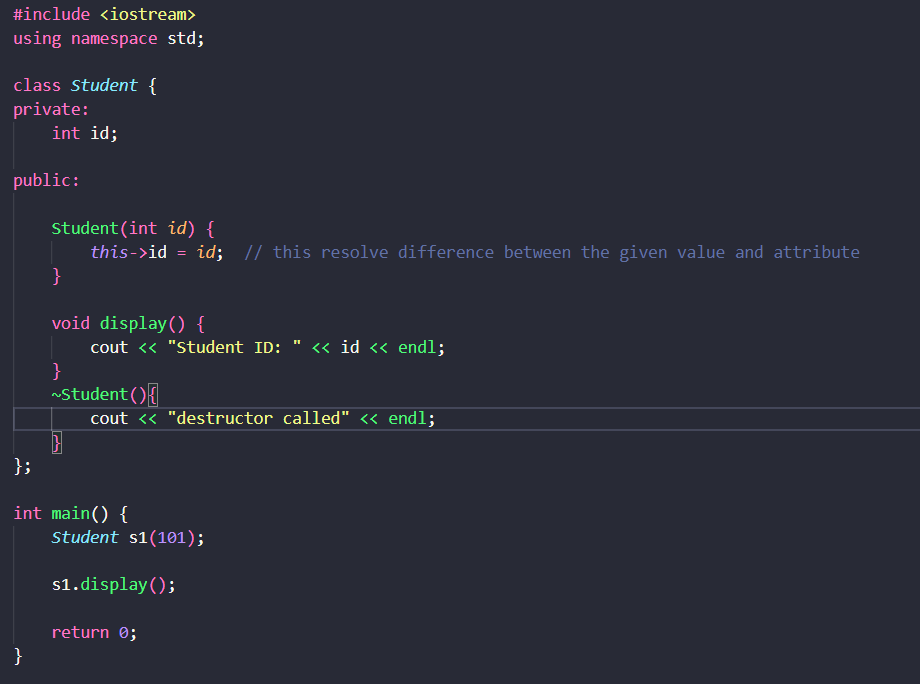 #include <iostream>
using namespace std;
class Student {
private:
    int id;
public:
    Student(int id) {
        this->id = id;  // this resolve difference between the given value and attribute
    }
    void display() {
        cout << "Student ID: " << id << endl;
    }
    ~Student(){
        cout << "destructor called" << endl;
    }
};
int main() {
    Student s1(101);
    s1.display();
    return 0;
}